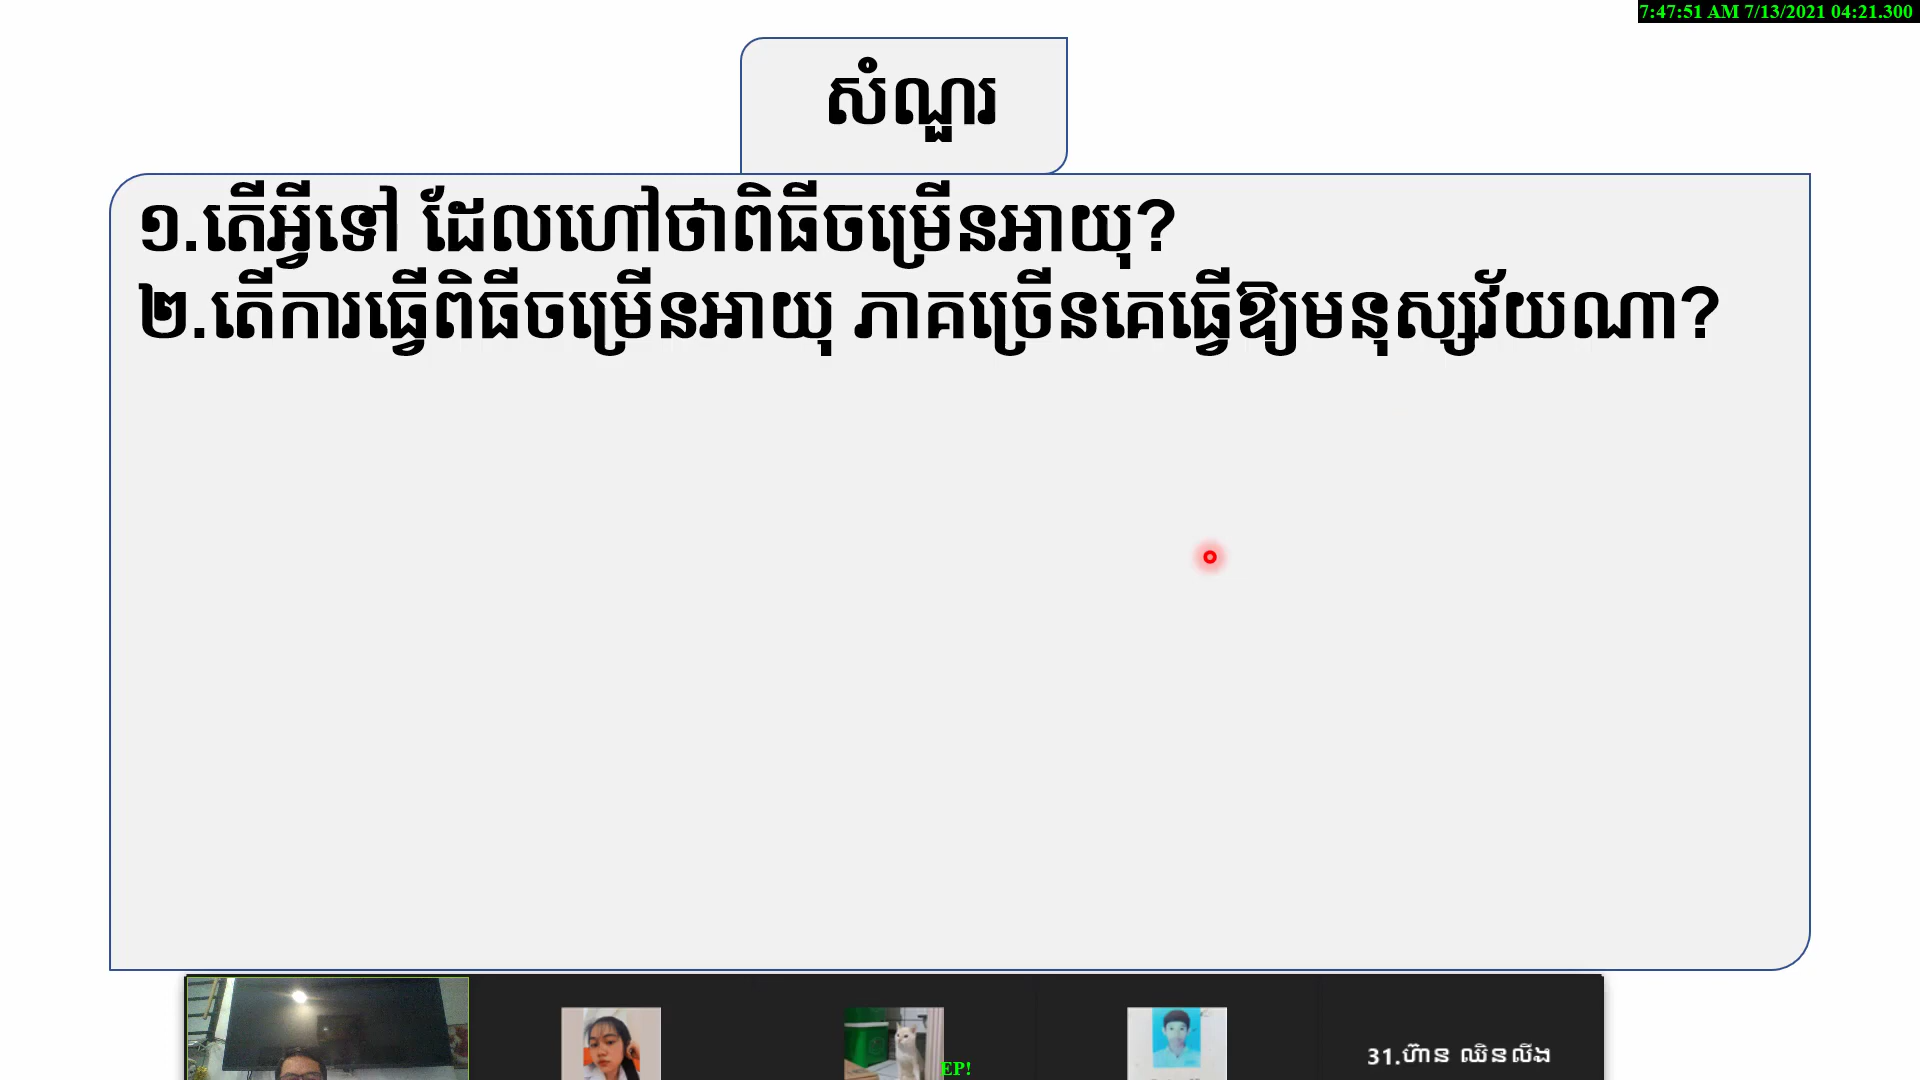 7:47:51 AM 7/13/2021 04:21.300
សំណួរ
១.តើអ្វីទៅ ដែលហៅថាពិធីចម្រើនអាយុ?
២.តើការធ្វើពិធីចម្រើនអាយុ ភាគច្រើនគេធ្វើឱ្យមនុស្សវ័យណា?
EP!
31.ហ៊ាន ឈិនលីង